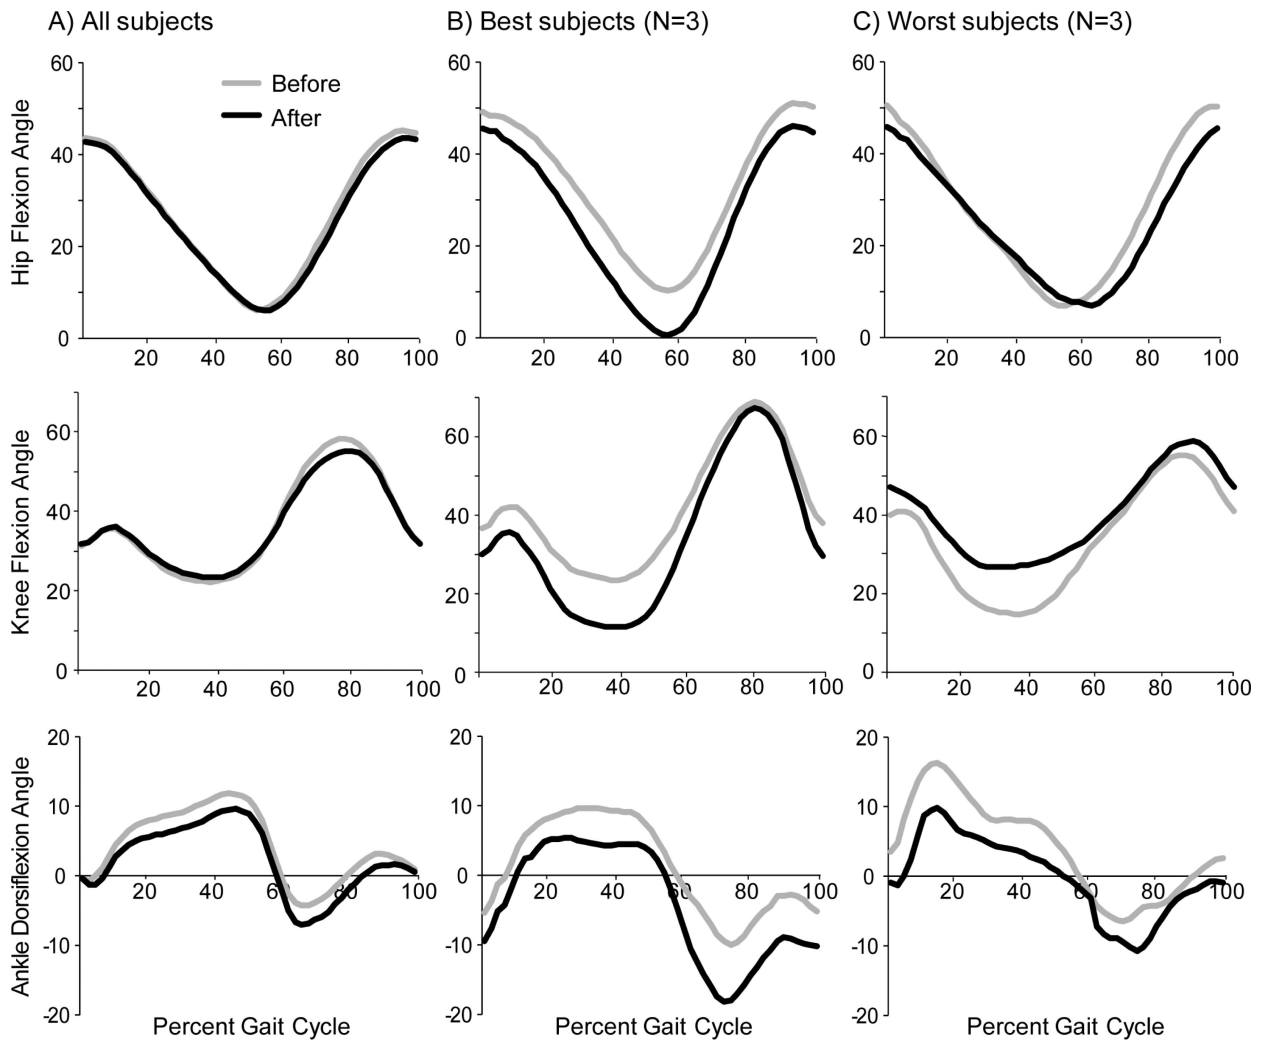 A) All subjects
B) Best subjects (N=3)
C) Worst subjects (N=3)
Hip Flexion Angle
60
40
20
0
20 40 60 80 100
Before
After
60
40
20
0
20 40 60 80 100
60
40
20
0
20 40 60 80 100
Knee Flexion Angle
60
40
20
0
20 40 60 80 100
60
40
20
0
20 40 60 80 100
60
40
20
0
20 40 60 80 100
Ankle Dorsiflexion Angle
20
10
0
-10
-20
20 40 60 80 100
Percent Gait Cycle
20
10
0
-10
-20
20 40 60 80 100
Percent Gait Cycle
20
10
0
-10
-20
20 40 60 80 100
Percent Gait Cycle